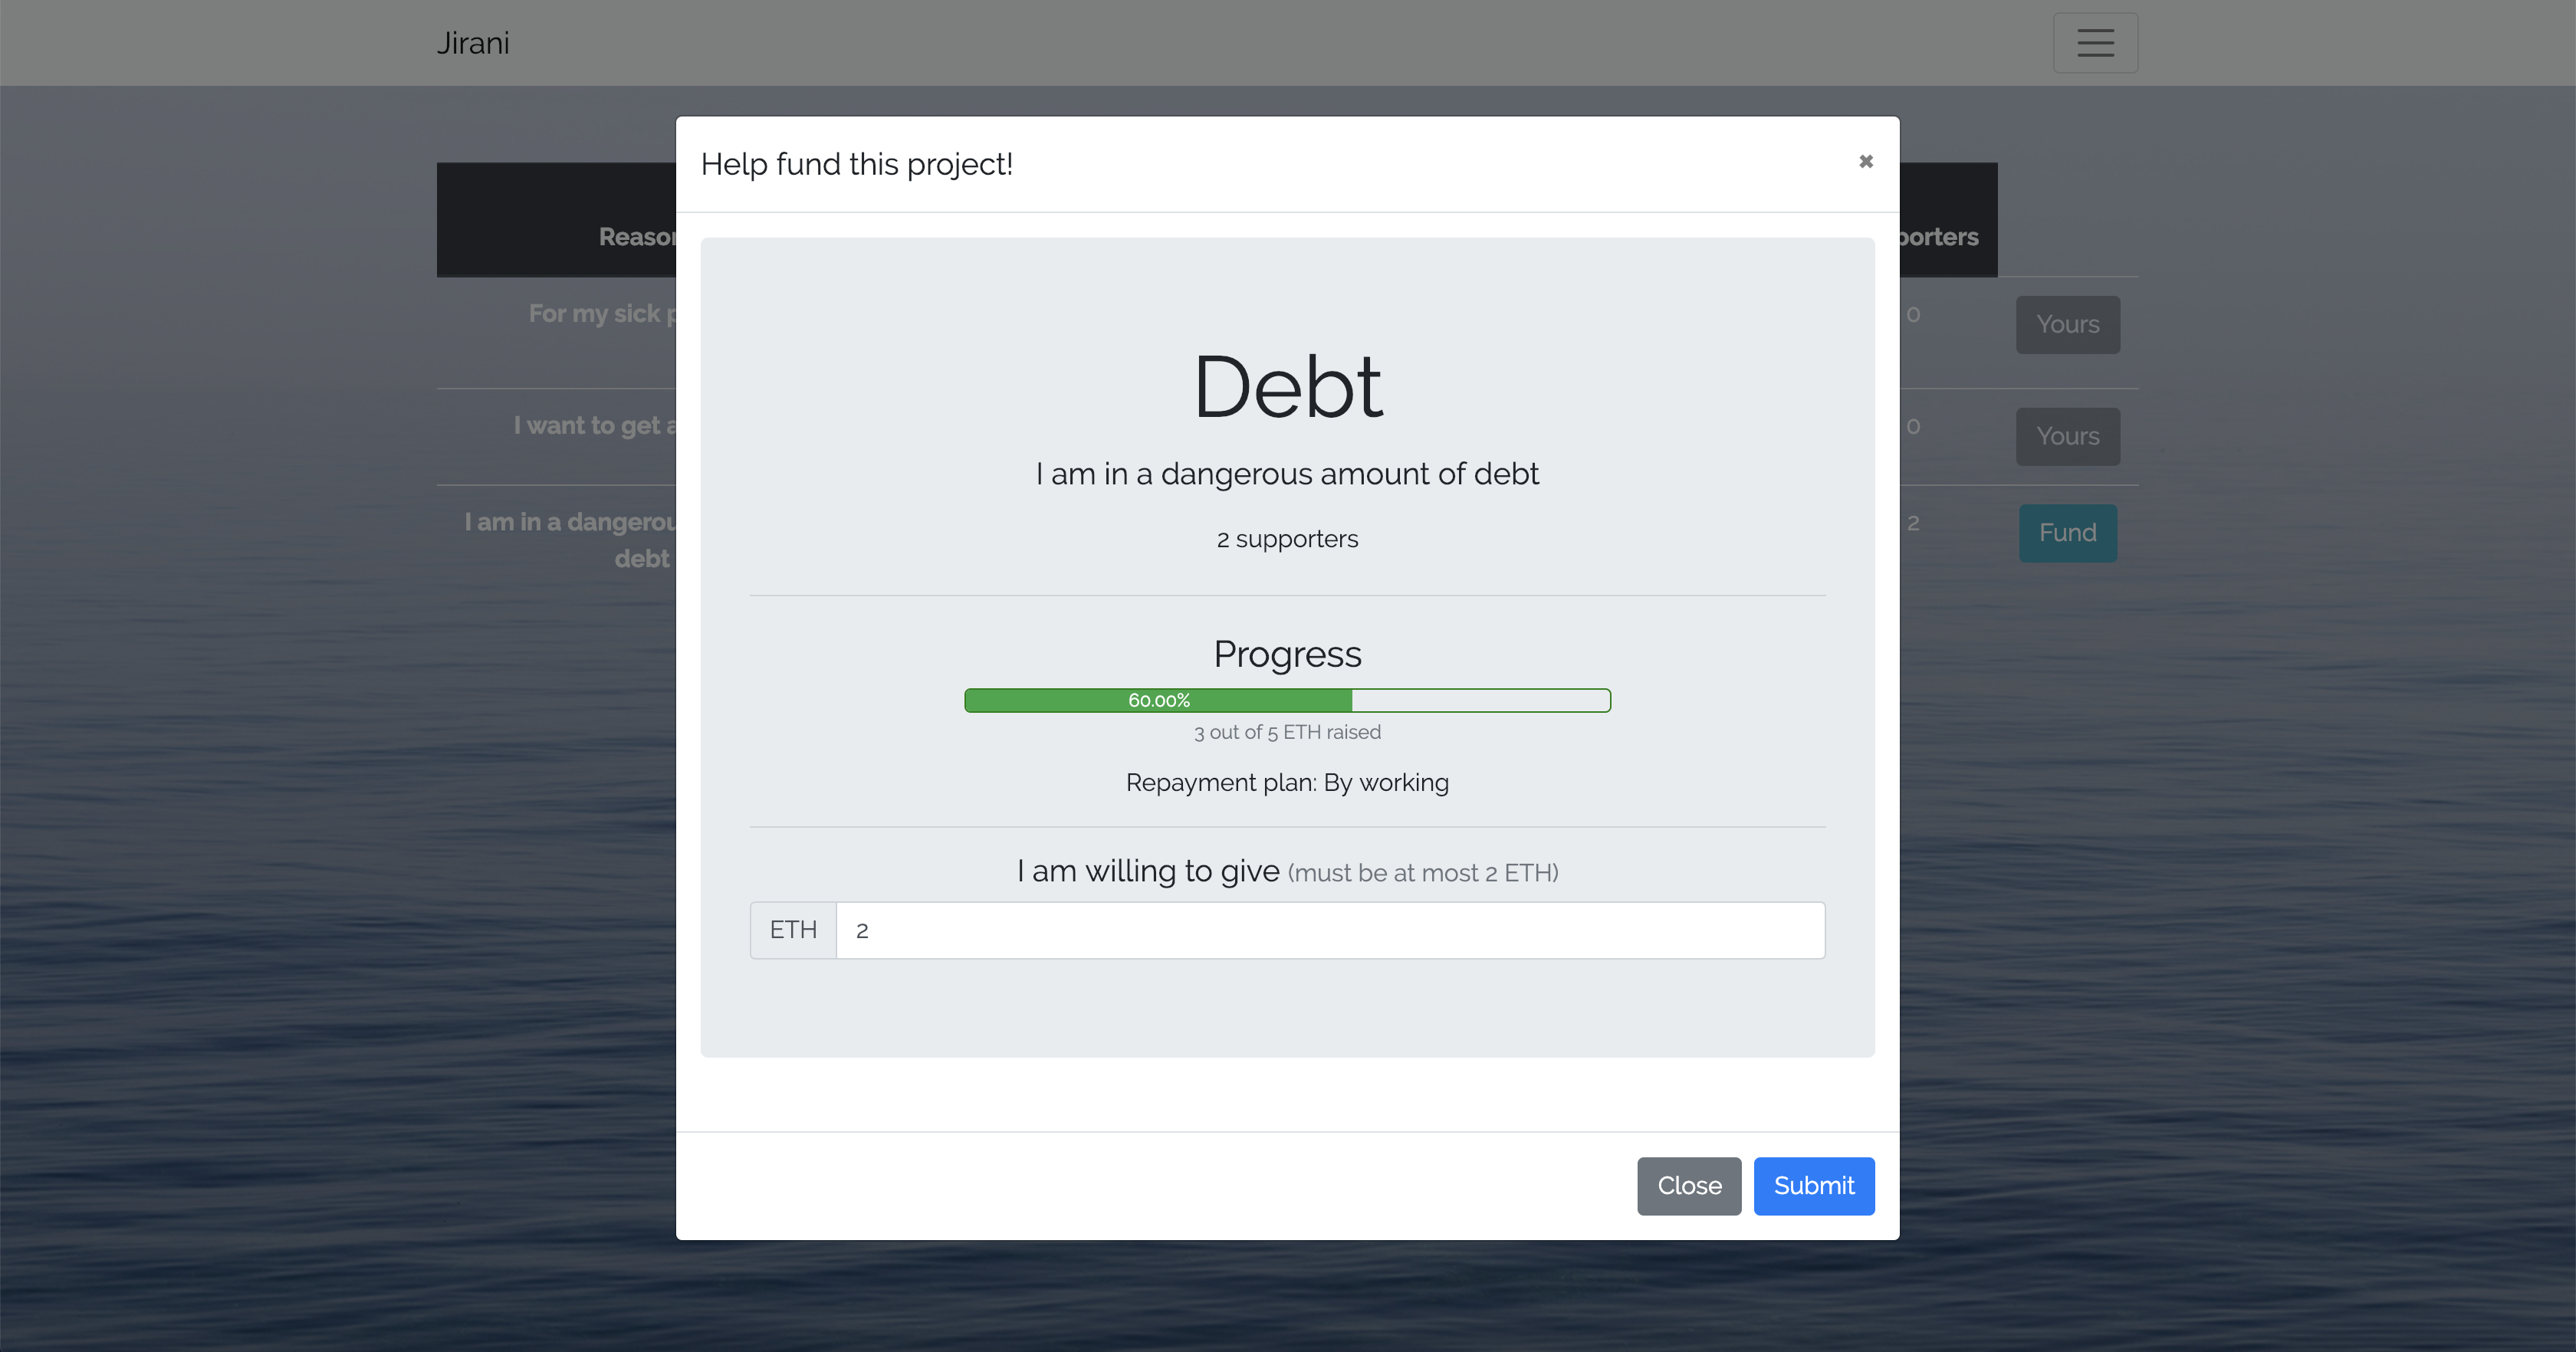 Jirani
Help fund this project!
×
Reason
porters
For my sick
0
Yours
I want to get a
0
Yours
I am in a
debt
2
Fund
Debt
I am in a dangerous amount of debt
2 supporters
Progress
60.00%
3 out of 5 ETH raised
Repayment plan: By working
I am willing to give (must be at most 2 ETH)
ETH 2
Close Submit